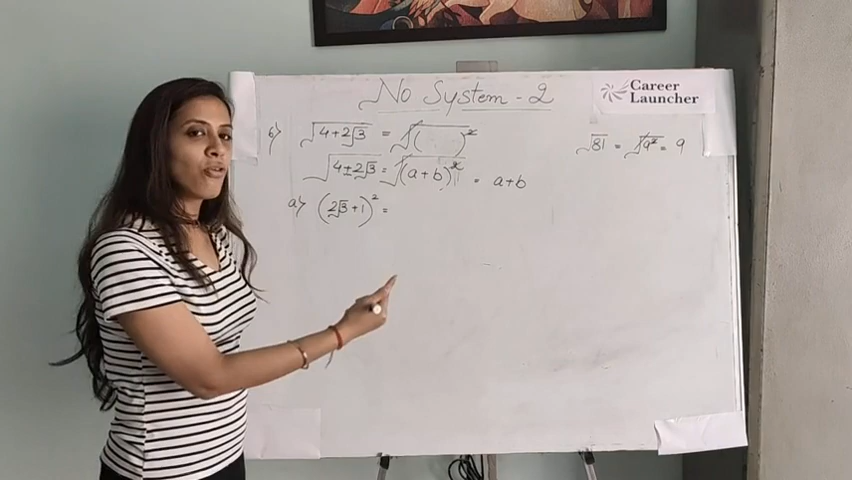 No System - 2
Career
Launcher
6) √(4+2√3) = √( )²
√81 = √9² = 9
√(4±2√3) = √(a+b)² = a+b
a) (2√3+1)² =